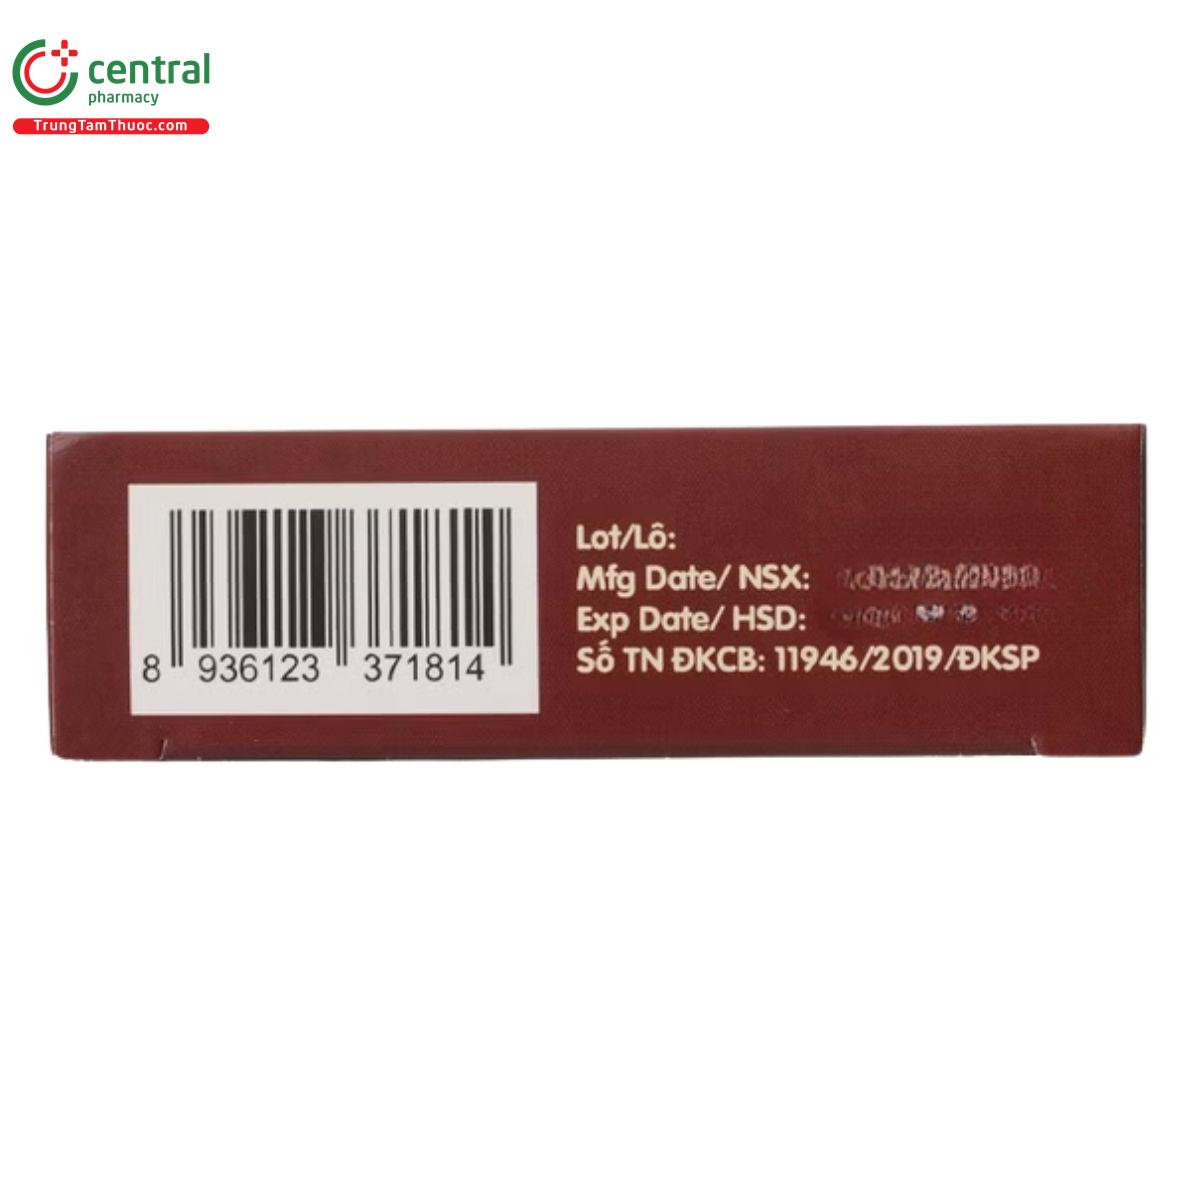 central
pharmacy
TrungTamThuoc.com
Lot/Lô:
Mfg Date/ NSX:
Exp Date/ HSD:
Số TN ĐKCB: 11946/2019/ĐKSP
8 936123 371814